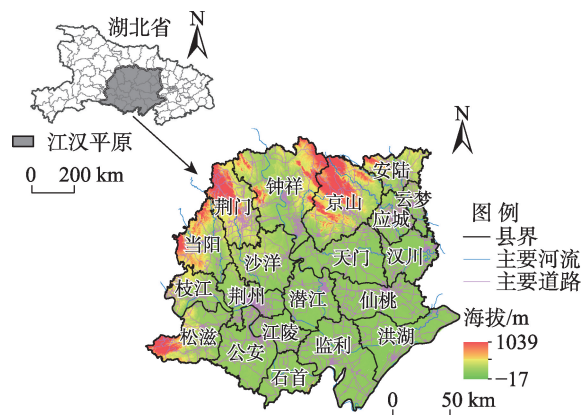 湖北省
N
江汉平原
0 200 km
N
安陆
钟祥
京山
云梦
荆门
应城
当阳
沙洋
天门
汉川
枝江
荆州
潜江
仙桃
松滋
江陵
洪湖
公安
监利
石首
图 例
县界
主要河流
主要道路
海拔/m
1039
−17
0 50 km